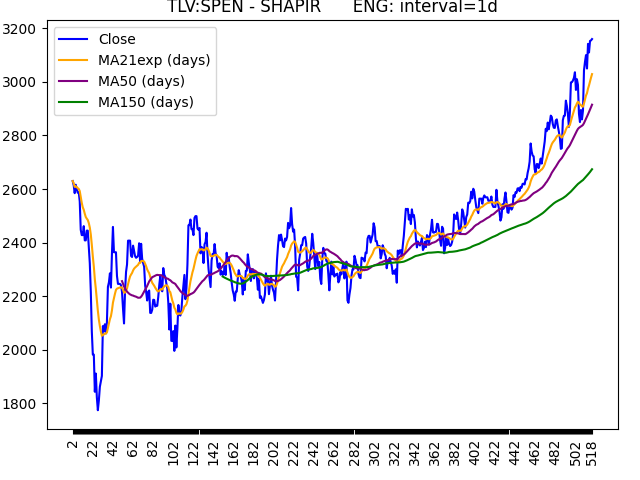 TLV:SPEN - SHAPIR ENG: interval=1d
Close
MA21exp (days)
MA50 (days)
MA150 (days)
3200
3000
2800
2600
2400
2200
2000
1800
2 22 42 62 82 102 122 142 162 182 202 222 242 262 282 302 322 342 362 382 402 422 442 462 482 502 518